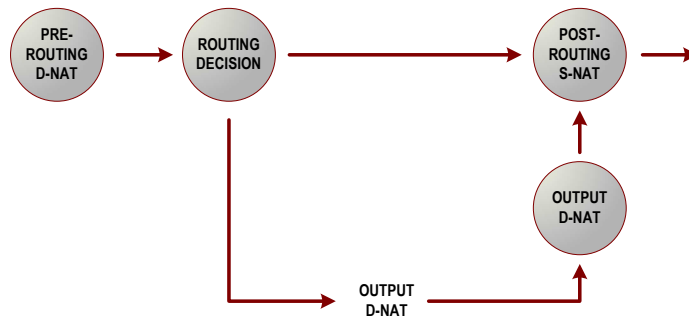 PRE-
ROUTING
D-NAT
ROUTING
DECISION
POST-
ROUTING
S-NAT
OUTPUT
D-NAT
OUTPUT
D-NAT